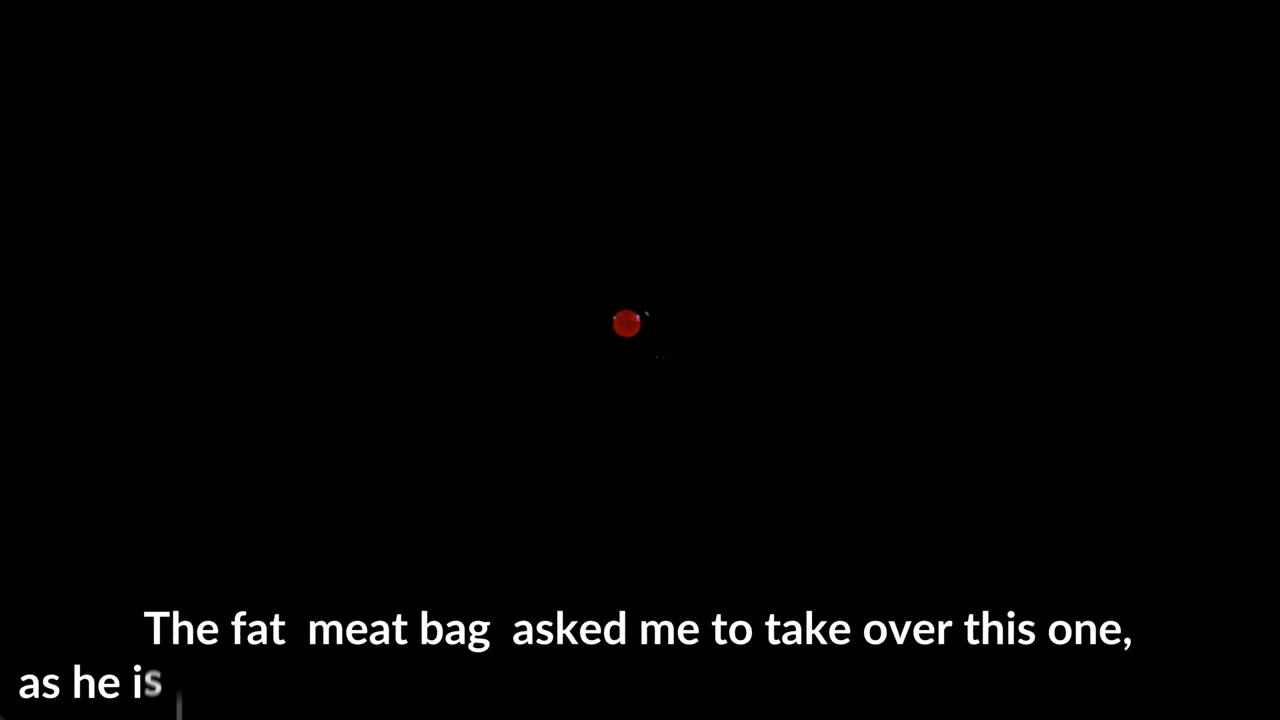 The fat meat bag asked me to take over this one,
as he is